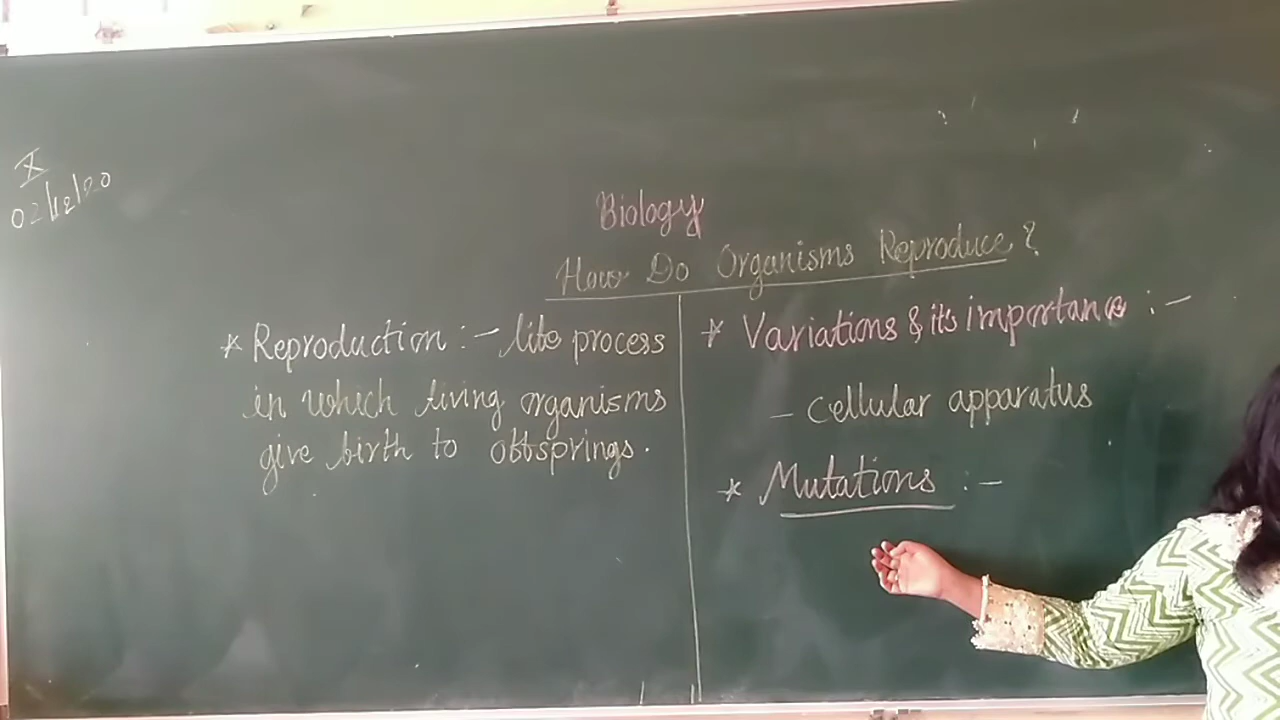 X
02/12/20
Biology
How Do Organisms Reproduce?
* Reproduction :- life process
in which living organisms
give birth to offsprings.
* Variations & it's importance :-
- cellular apparatus
* Mutations :-